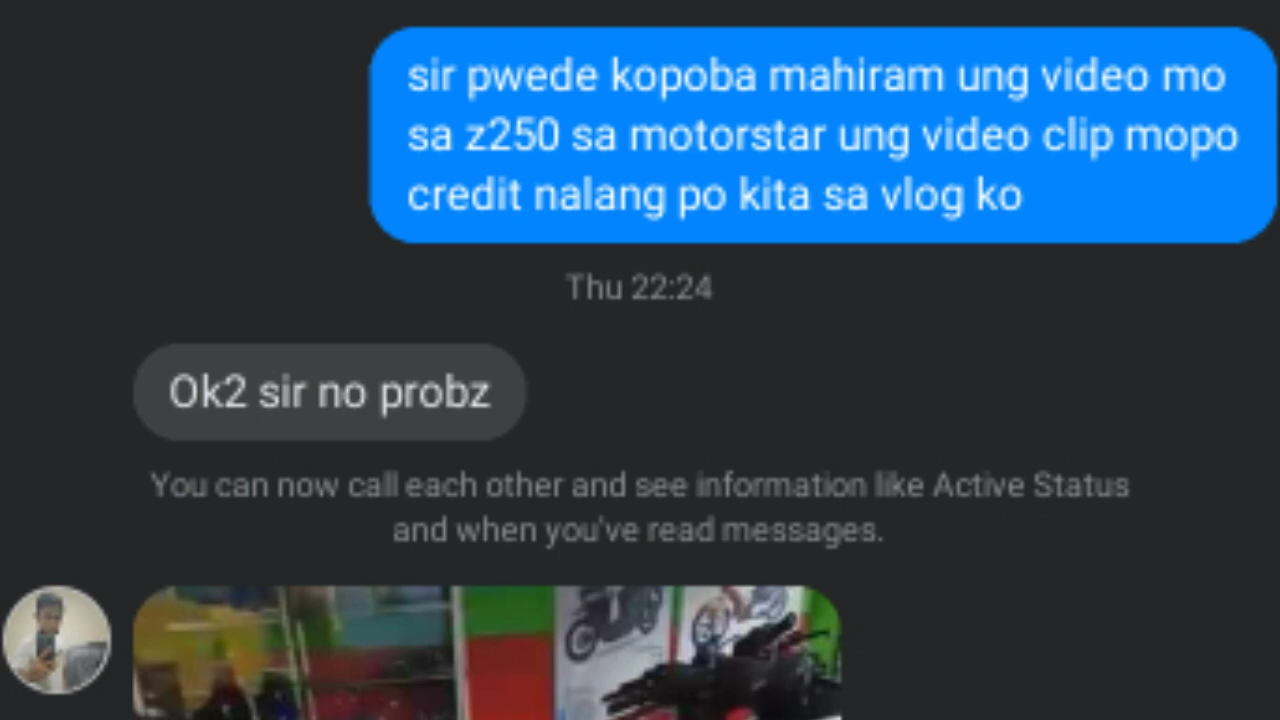 sir pwede kopoba mahiram ung video mo
sa z250 sa motorstar ung video clip mopo
credit nalang po kita sa vlog ko
Thu 22:24
Ok2 sir no probz
You can now call each other and see information like Active Status
and when you've read messages.